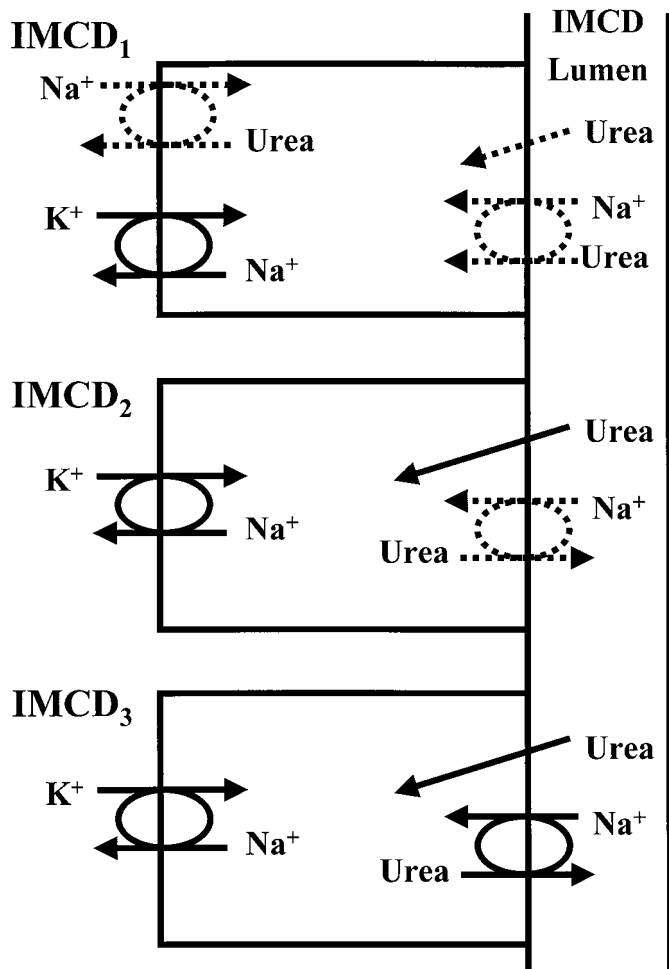 IMCD₁
IMCD
Lumen
Na⁺
Urea
Urea
K⁺
Na⁺
Na⁺
Urea
IMCD₂
Urea
K⁺
Na⁺
Na⁺
Urea
IMCD₃
Urea
K⁺
Na⁺
Na⁺
Urea